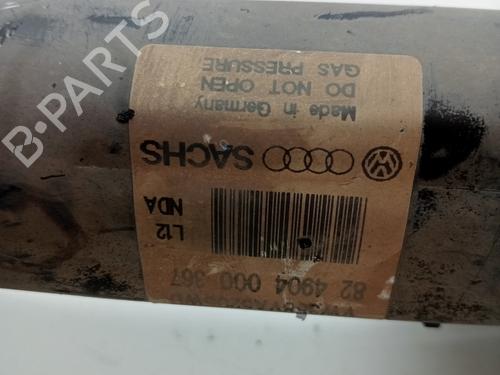 Made in Germany
DO NOT OPEN
GAS PRESSURE
SACHS
L12
NDA
82 4904 000 367
B-PARTS